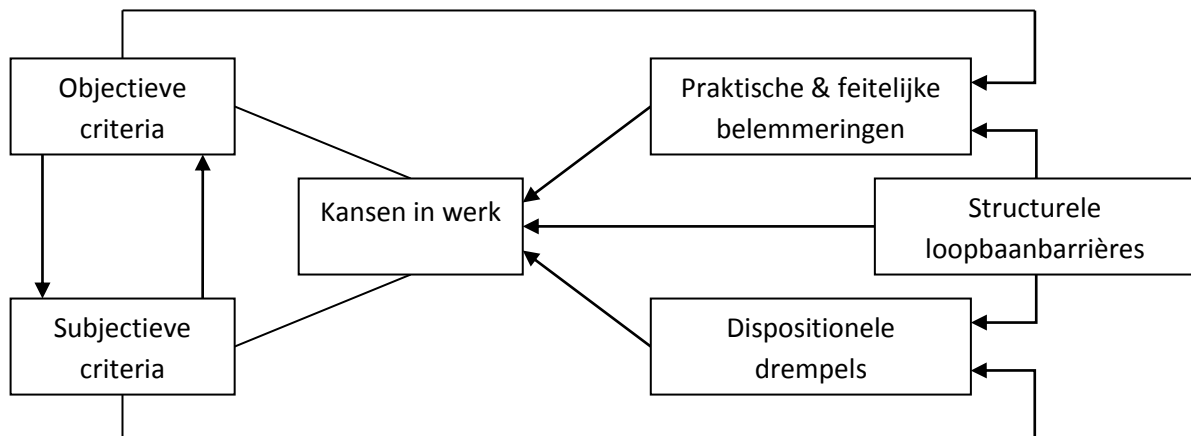 Objectieve
criteria
Praktische & feitelijke
belemmeringen
Kansen in werk
Structurele
loopbaanbarrières
Subjectieve
criteria
Dispositionele
drempels